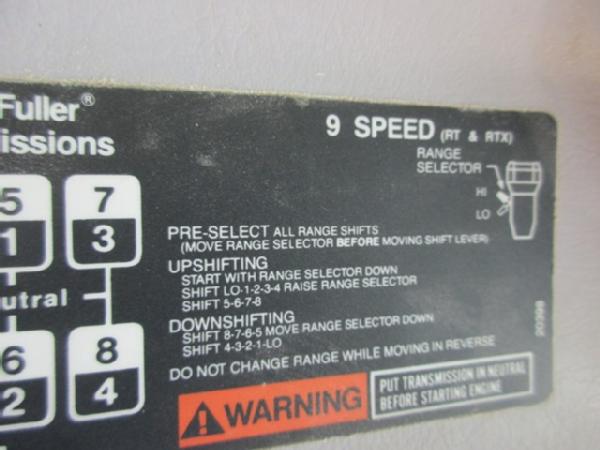 Fuller®
issions
9 SPEED (RT & RTX)
RANGE
SELECTOR
HI
LO
5 7
1 3
utral
6 8
2 4
PRE-SELECT ALL RANGE SHIFTS
(MOVE RANGE SELECTOR BEFORE MOVING SHIFT LEVER)
UPSHIFTING
START WITH RANGE SELECTOR DOWN
SHIFT LO-1-2-3-4 RAISE RANGE SELECTOR
SHIFT 5-6-7-8
DOWNSHIFTING
SHIFT 8-7-6-5 MOVE RANGE SELECTOR DOWN
SHIFT 4-3-2-1-LO
DO NOT CHANGE RANGE WHILE MOVING IN REVERSE
WARNING
PUT TRANSMISSION IN NEUTRAL
BEFORE STARTING ENGINE
20398